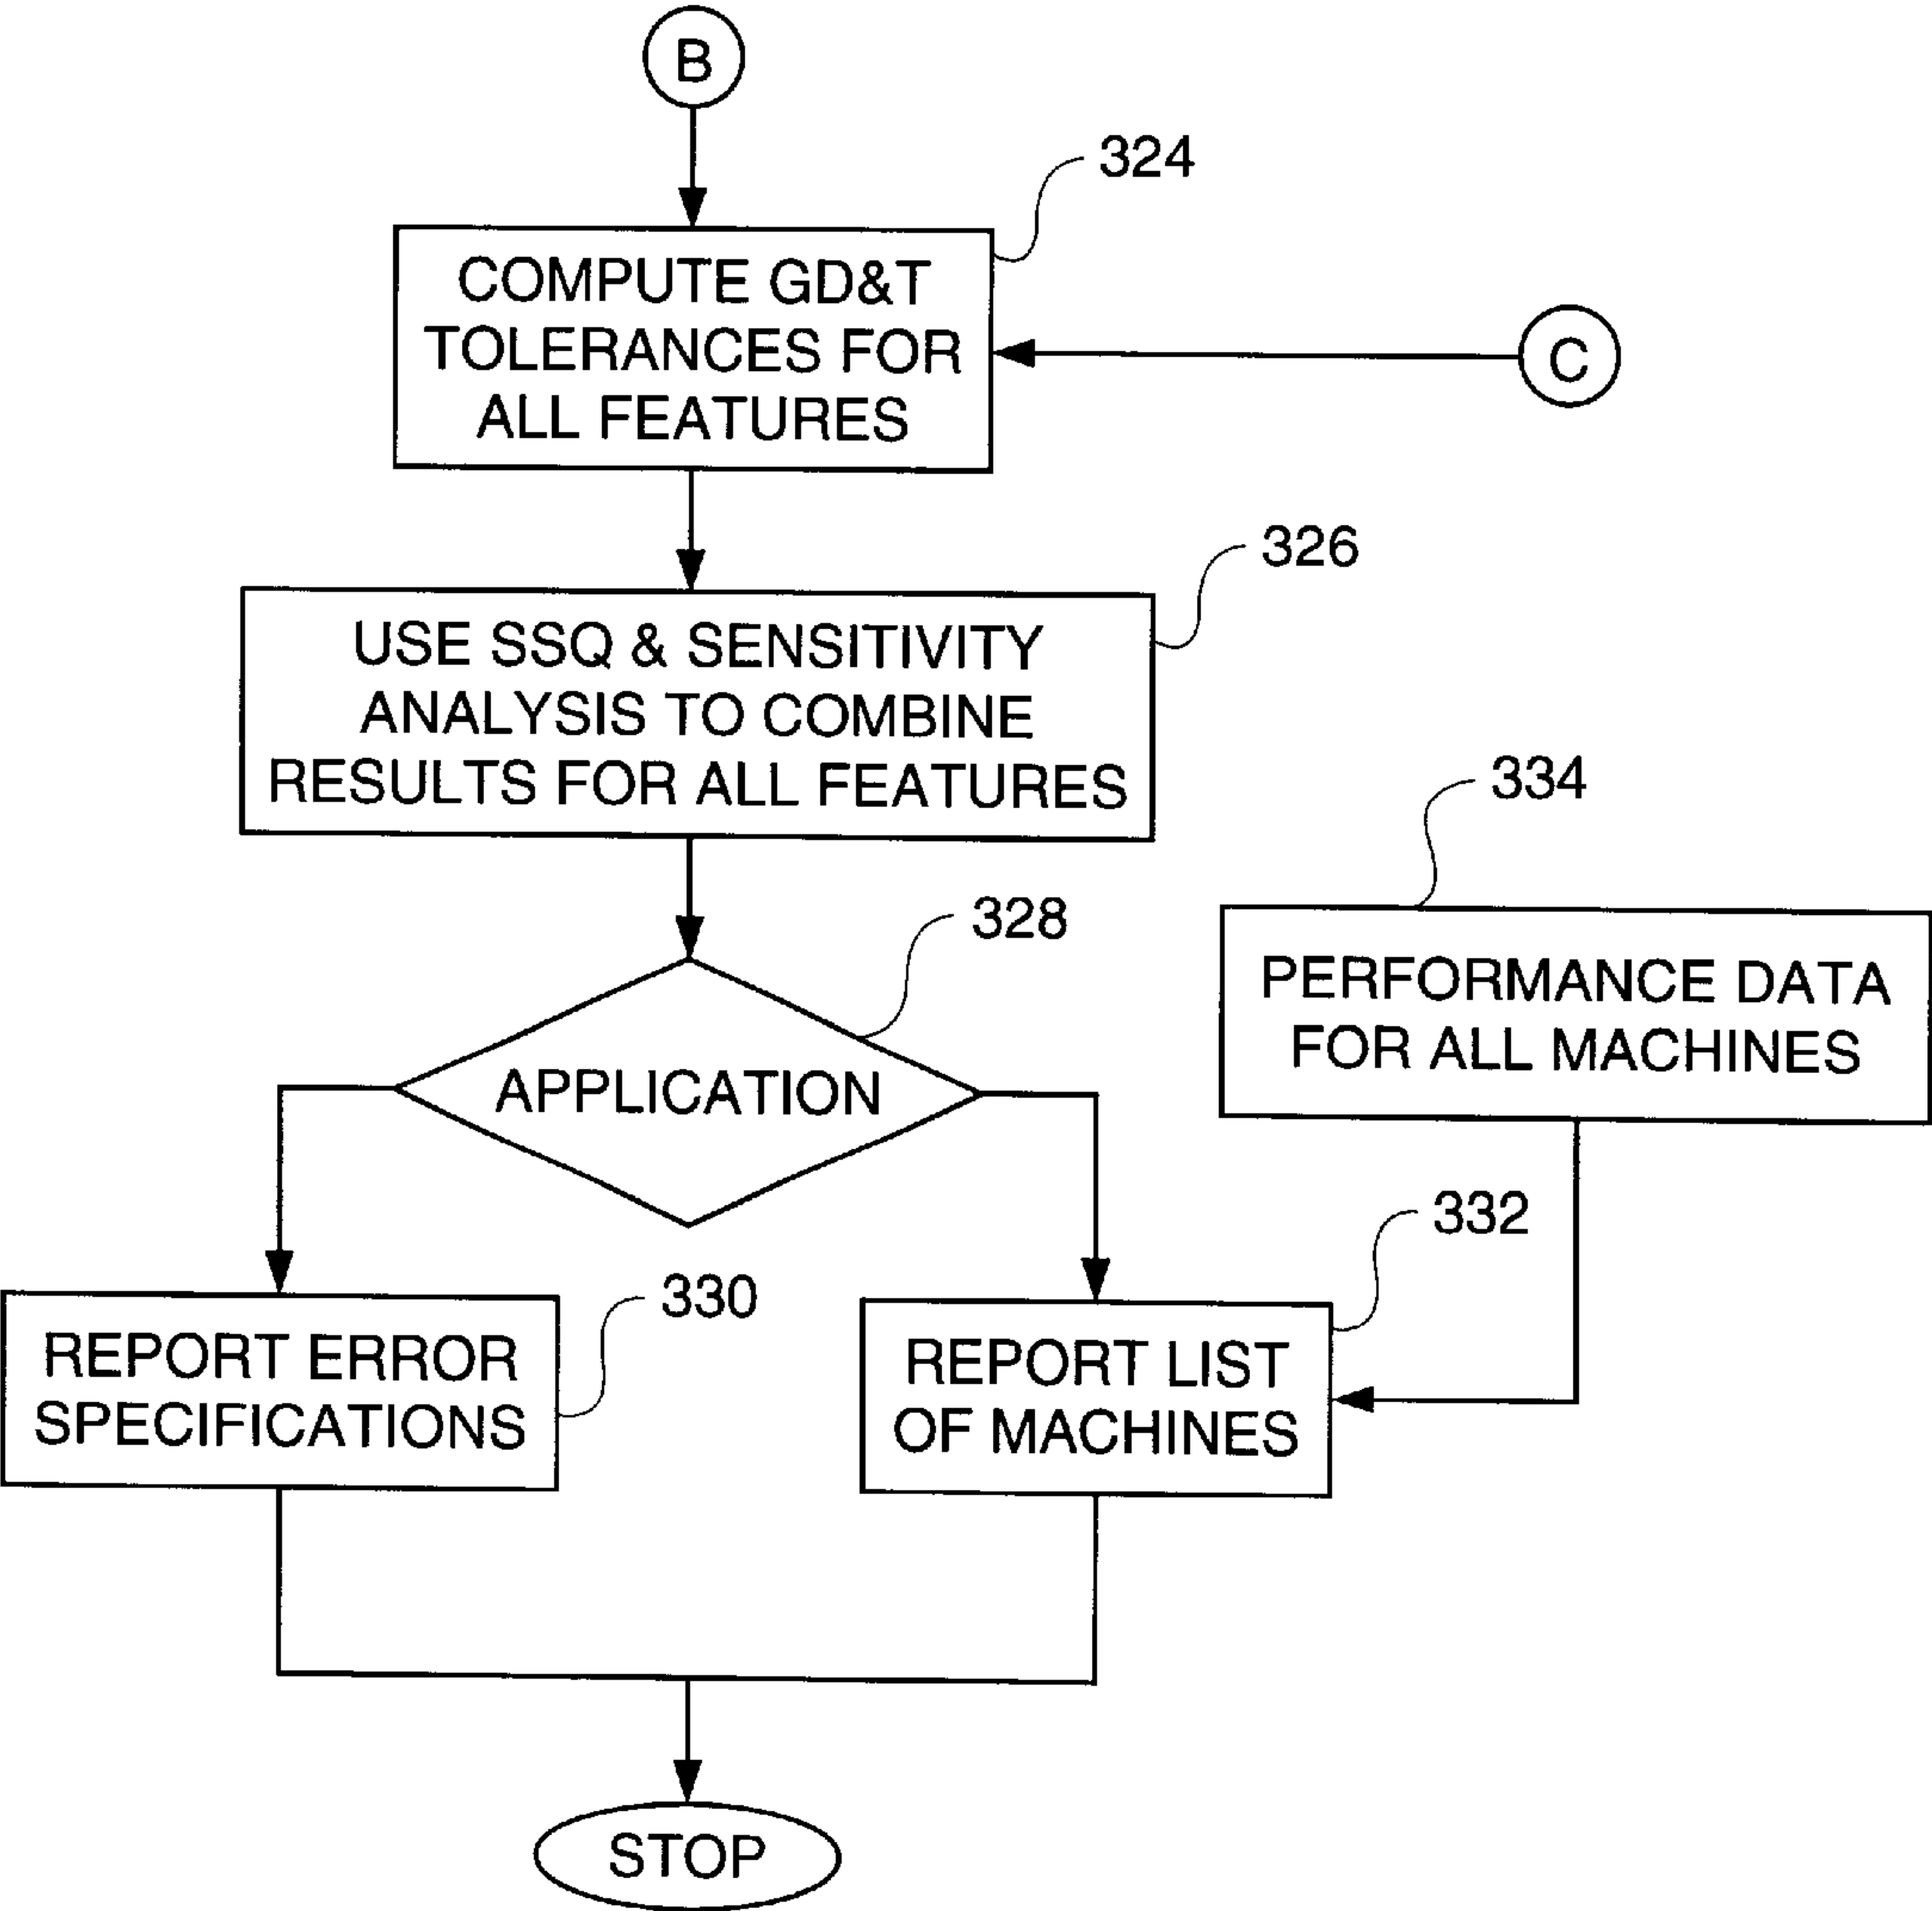 B
324
COMPUTE GD&T
TOLERANCES FOR
ALL FEATURES
C
326
USE SSQ & SENSITIVITY
ANALYSIS TO COMBINE
RESULTS FOR ALL FEATURES
334
PERFORMANCE DATA
FOR ALL MACHINES
328
APPLICATION
332
330
REPORT ERROR
SPECIFICATIONS
REPORT LIST
OF MACHINES
STOP